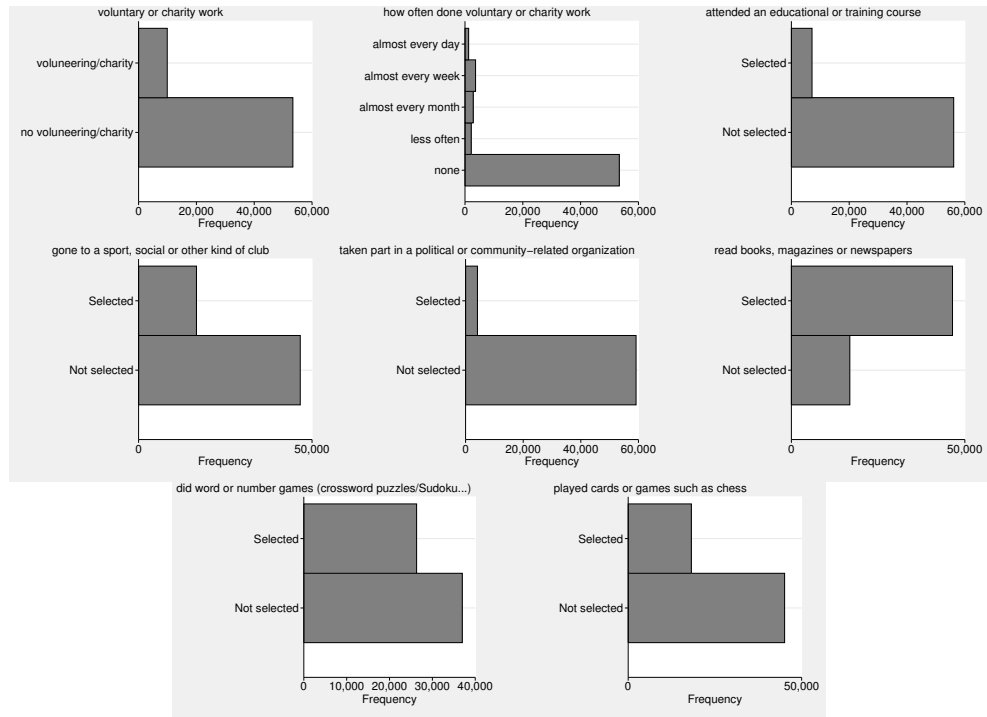 voluntary or charity work
voluneering/charity
no voluneering/charity
0 20,000 40,000 60,000
Frequency
how often done voluntary or charity work
almost every day
almost every week
almost every month
less often
none
0 20,000 40,000 60,000
Frequency
attended an educational or training course
Selected
Not selected
0 20,000 40,000 60,000
Frequency
gone to a sport, social or other kind of club
Selected
Not selected
0 50,000
Frequency
taken part in a political or community−related organization
Selected
Not selected
0 20,000 40,000 60,000
Frequency
read books, magazines or newspapers
Selected
Not selected
0 50,000
Frequency
did word or number games (crossword puzzles/Sudoku...)
Selected
Not selected
0 10,000 20,000 30,000 40,000
Frequency
played cards or games such as chess
Selected
Not selected
0 50,000
Frequency